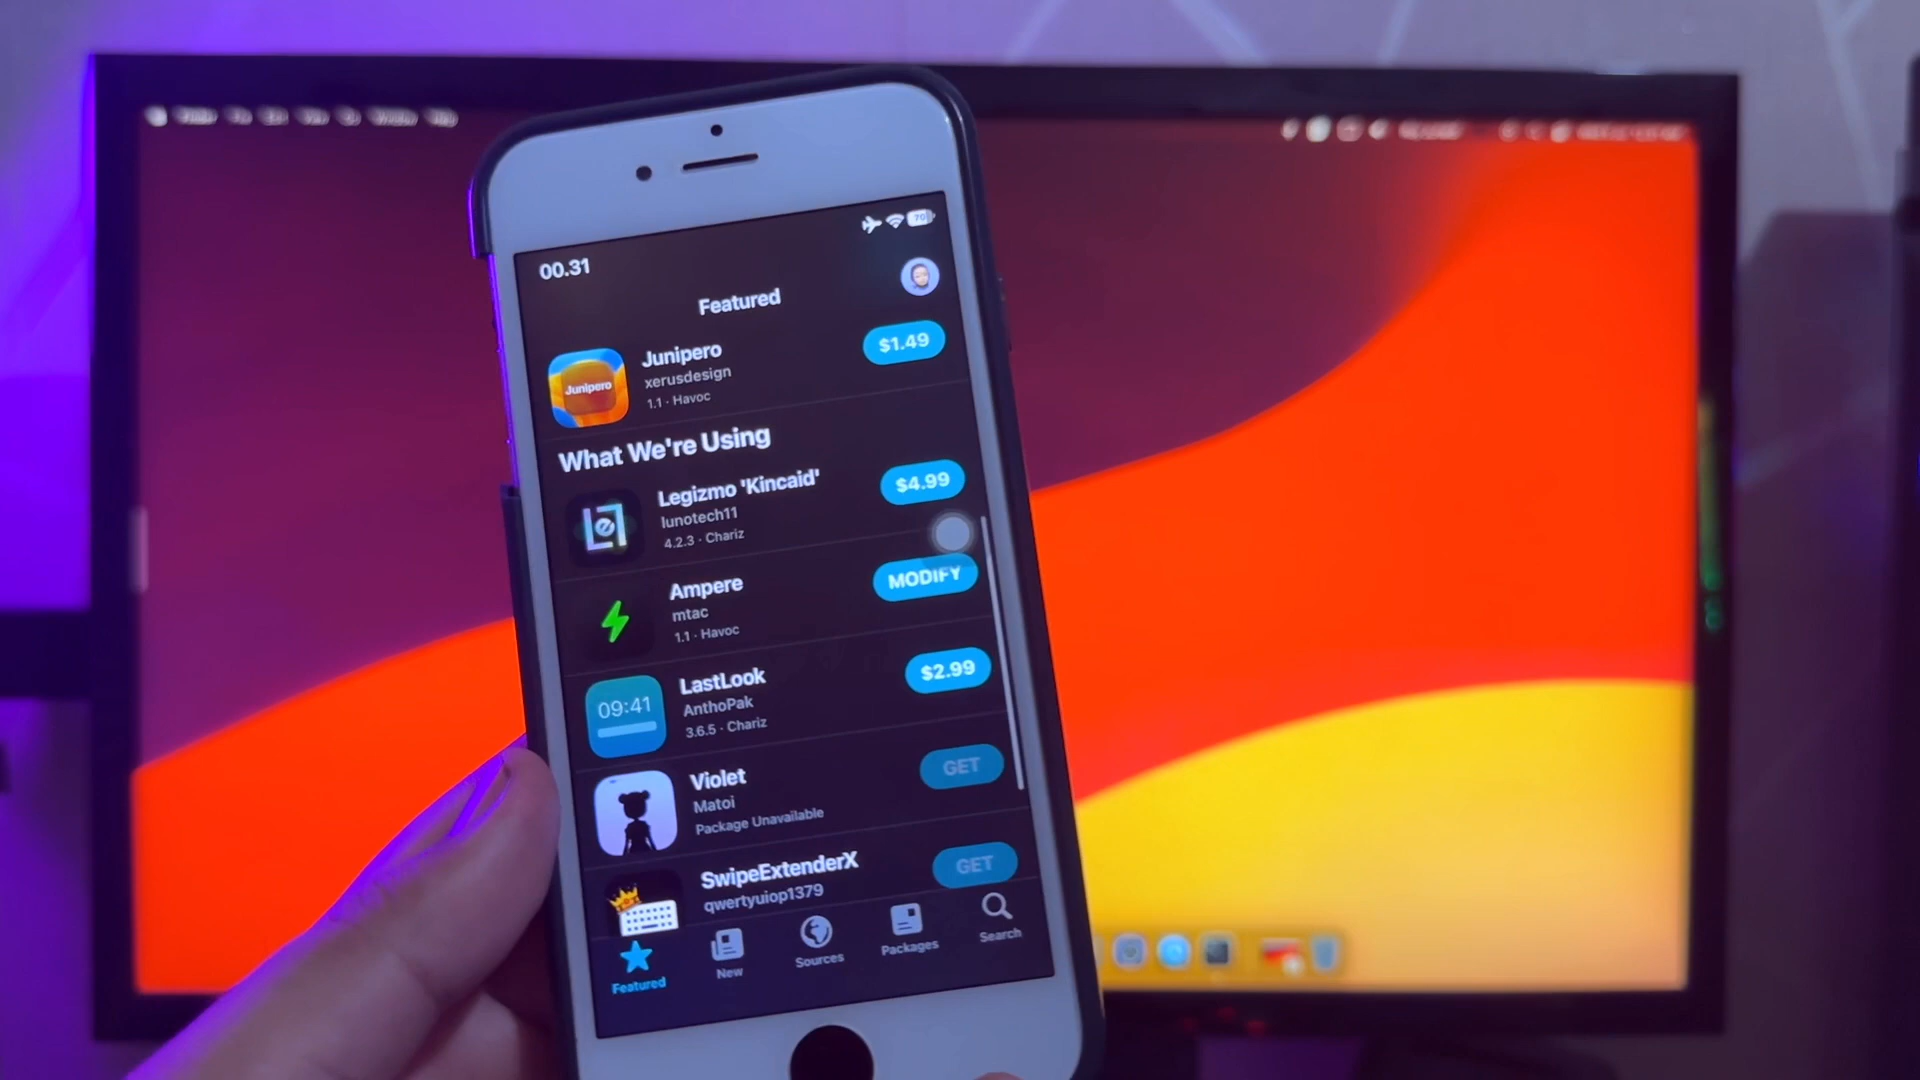 00.31
70
Featured
Junipero
Junipero
xerusdesign
1.1 · Havoc
$1.49
What We're Using
Legizmo 'Kincaid'
lunotech11
4.2.3 · Chariz
$4.99
Ampere
mtac
1.1 · Havoc
MODIFY
09:41
LastLook
AnthoPak
3.6.5 · Chariz
$2.99
Violet
Matoi
Package Unavailable
GET
SwipeExtenderX
qwertyuiop1379
GET
Featured
New
Sources
Packages
Search